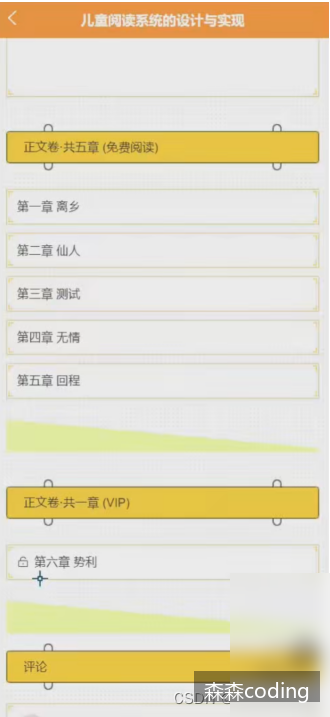 儿童阅读系统的设计与实现
正文卷·共五章 (免费阅读)
第一章 离乡
第二章 仙人
第三章 测试
第四章 无情
第五章 回程
正文卷·共一章 (VIP)
第六章 势利
评论
CSDN @
森森coding